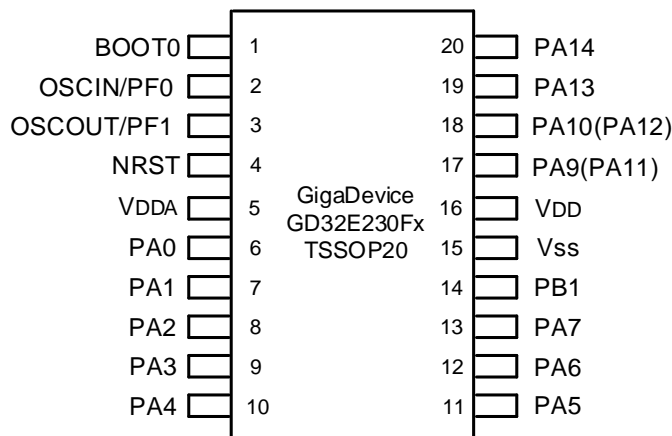 BOOT0 1 20 PA14
OSCIN/PF0 2 19 PA13
OSCOUT/PF1 3 18 PA10(PA12)
NRST 4 17 PA9(PA11)
VDDA 5 16 VDD
PA0 6 15 Vss
PA1 7 14 PB1
PA2 8 13 PA7
PA3 9 12 PA6
PA4 10 11 PA5
GigaDevice
GD32E230Fx
TSSOP20